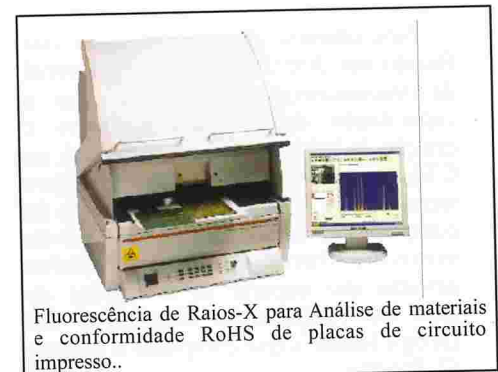 Fluorescência de Raios-X para Análise de materiais
e conformidade RoHS de placas de circuito
impresso..